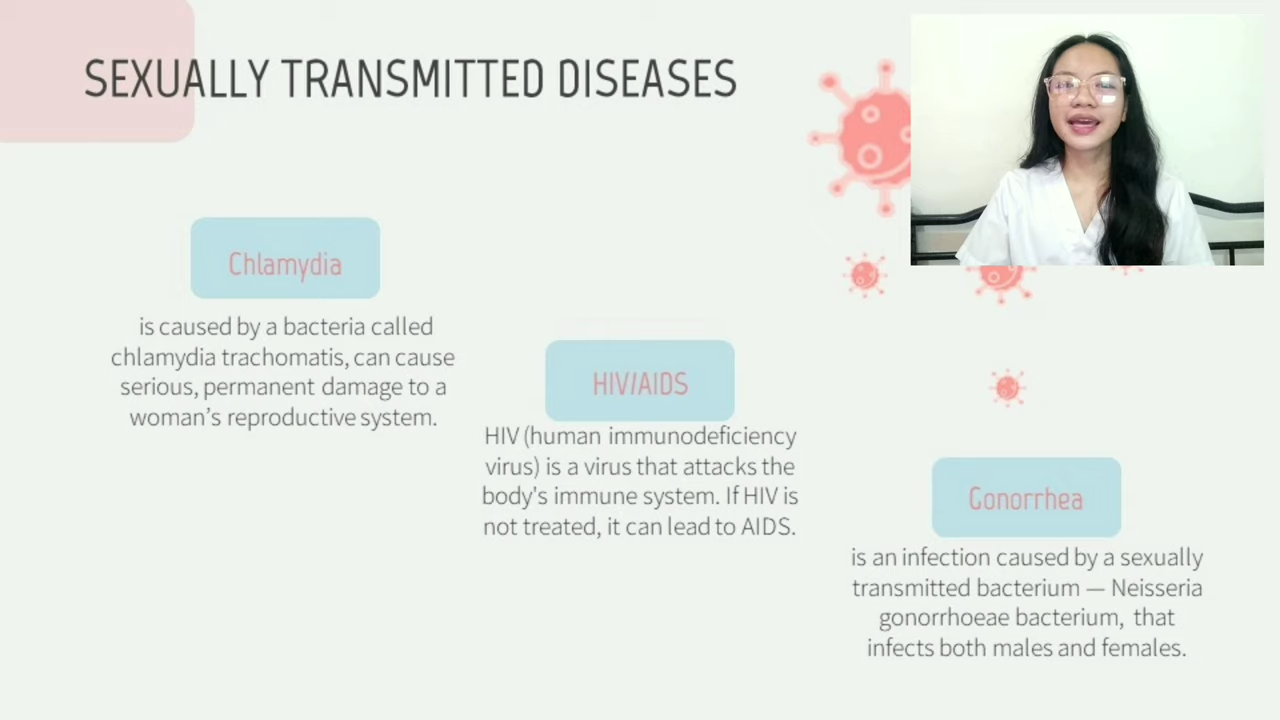 SEXUALLY TRANSMITTED DISEASES
Chlamydia
is caused by a bacteria called
chlamydia trachomatis, can cause
serious, permanent damage to a
woman’s reproductive system.
HIV/AIDS
HIV (human immunodeficiency
virus) is a virus that attacks the
body's immune system. If HIV is
not treated, it can lead to AIDS.
Gonorrhea
is an infection caused by a sexually
transmitted bacterium — Neisseria
gonorrhoeae bacterium,  that
infects both males and females.